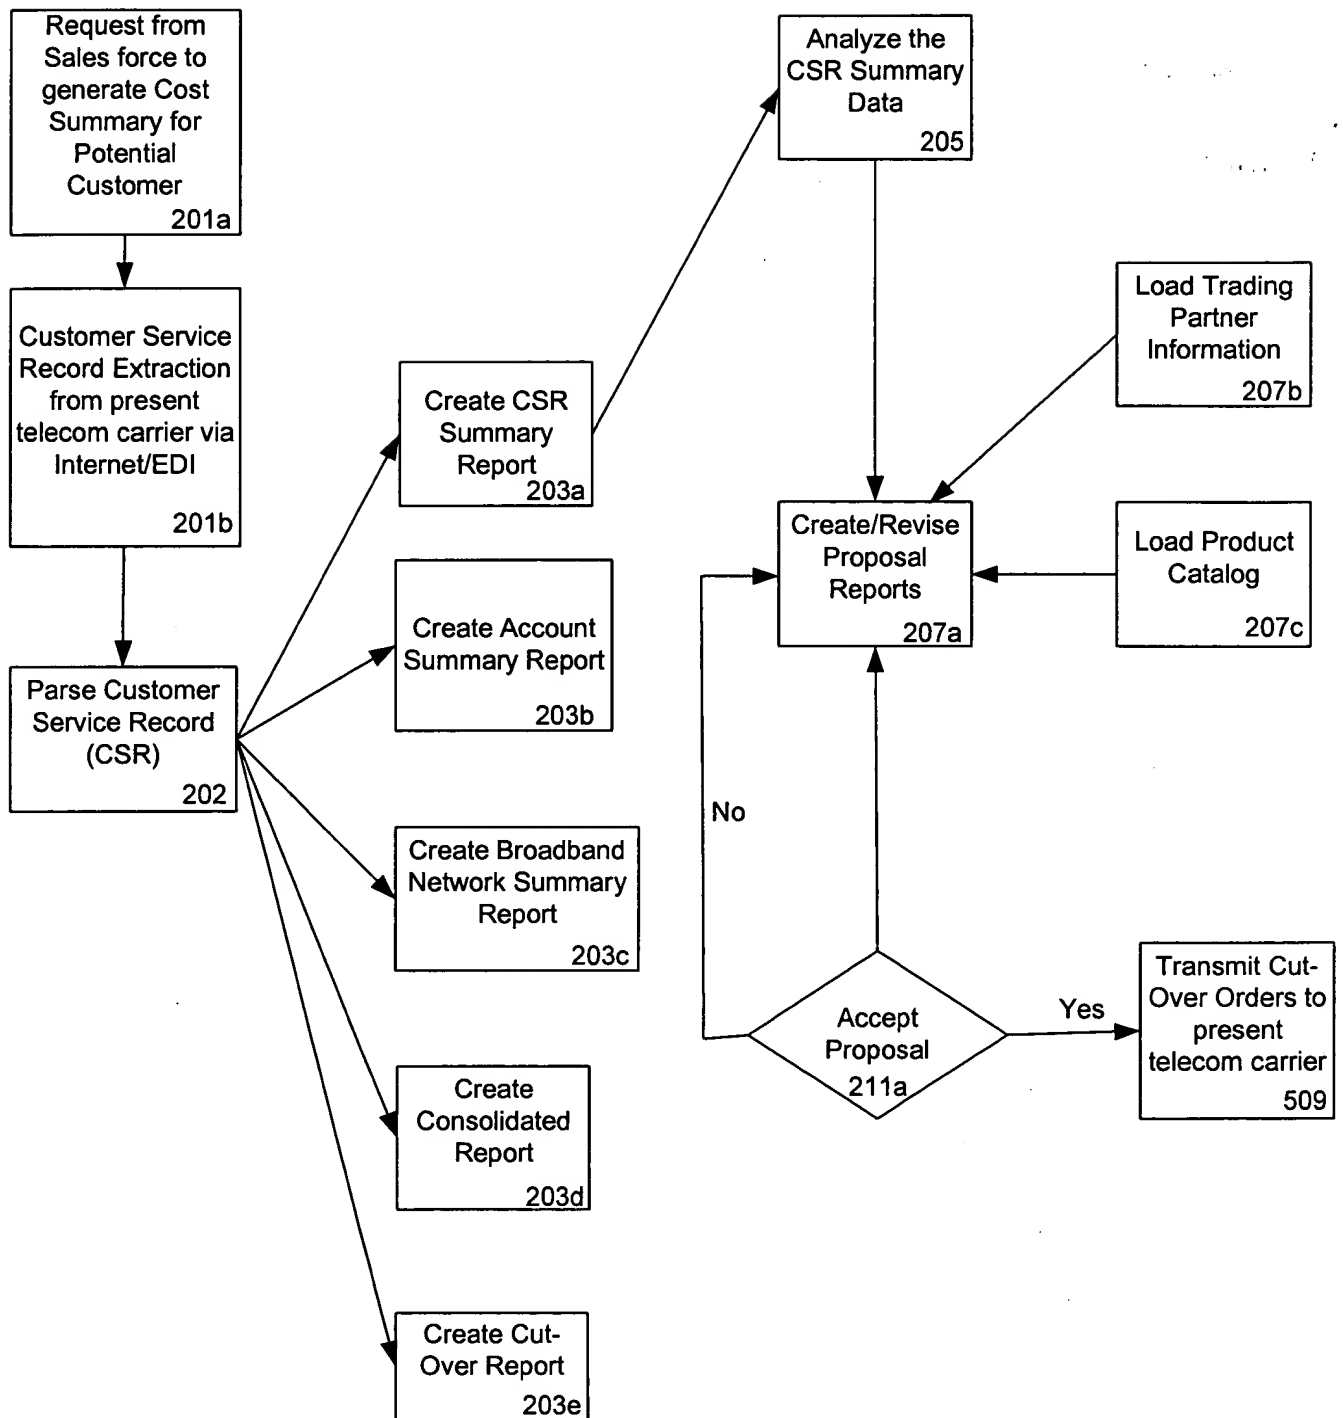 Request from
Sales force to
generate Cost
Summary for
Potential
Customer
201a
Customer Service
Record Extraction
from present
telecom carrier via
Internet/EDI
201b
Parse Customer
Service Record
(CSR)
202
Create CSR
Summary
Report
203a
Create Account
Summary Report
203b
Create Broadband
Network Summary
Report
203c
Create
Consolidated
Report
203d
Create Cut-
Over Report
203e
Analyze the
CSR Summary
Data
205
Load Trading
Partner
Information
207b
Create/Revise
Proposal
Reports
207a
Load Product
Catalog
207c
No
Accept
Proposal
211a
Yes
Transmit Cut-
Over Orders to
present
telecom carrier
509